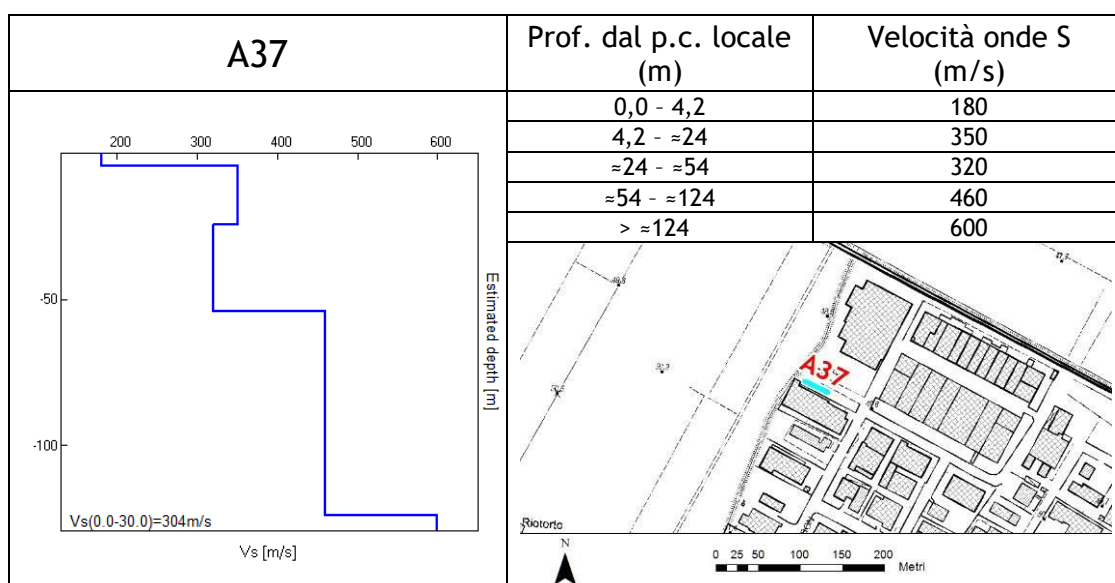 A37
Prof. dal p.c. locale
(m)
Velocità onde S
(m/s)
0,0 – 4,2
180
4,2 – ≈24
350
≈24 – ≈54
320
≈54 – ≈124
460
> ≈124
600
200 300 400 500 600
-50
-100
Estimated depth [m]
Vs(0.0-30.0)=304m/s
Vs [m/s]
A37
Riotorto
N
0 25 50 100 150 200
Metri